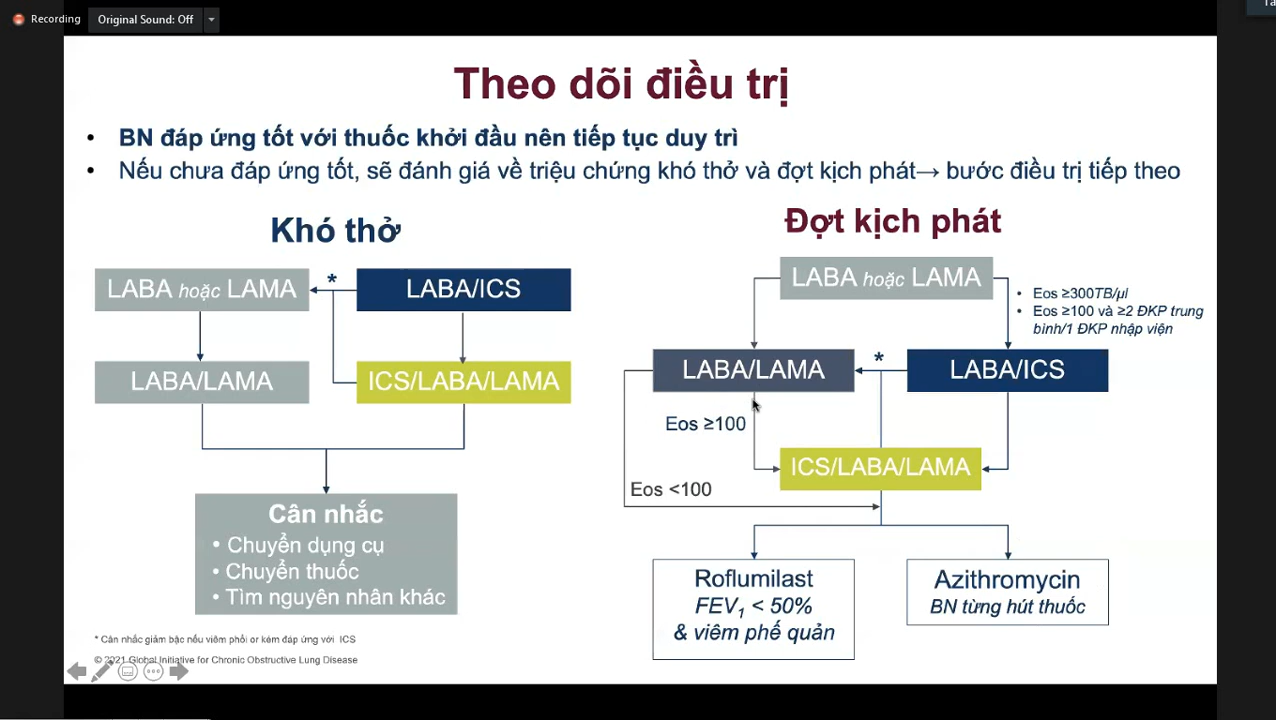 Recording
Original Sound: Off
Theo dõi điều trị
• BN đáp ứng tốt với thuốc khởi đầu nên tiếp tục duy trì
• Nếu chưa đáp ứng tốt, sẽ đánh giá về triệu chứng khó thở và đợt kịch phát→ bước điều trị tiếp theo
Khó thở
LABA hoặc LAMA
*
LABA/ICS
LABA/LAMA
ICS/LABA/LAMA
Cân nhắc
• Chuyển dụng cụ
• Chuyển thuốc
• Tìm nguyên nhân khác
Đợt kịch phát
LABA hoặc LAMA
• Eos ≥300TB/µl
• Eos ≥100 và ≥2 ĐKP trung
bình/1 ĐKP nhập viện
LABA/LAMA
*
LABA/ICS
Eos ≥100
ICS/LABA/LAMA
Eos <100
Roflumilast
FEV1 < 50%
& viêm phế quản
Azithromycin
BN từng hút thuốc
* Cân nhắc giảm bậc nếu viêm phổi or kém đáp ứng với ICS
© 2021 Global Initiative for Chronic Obstructive Lung Disease